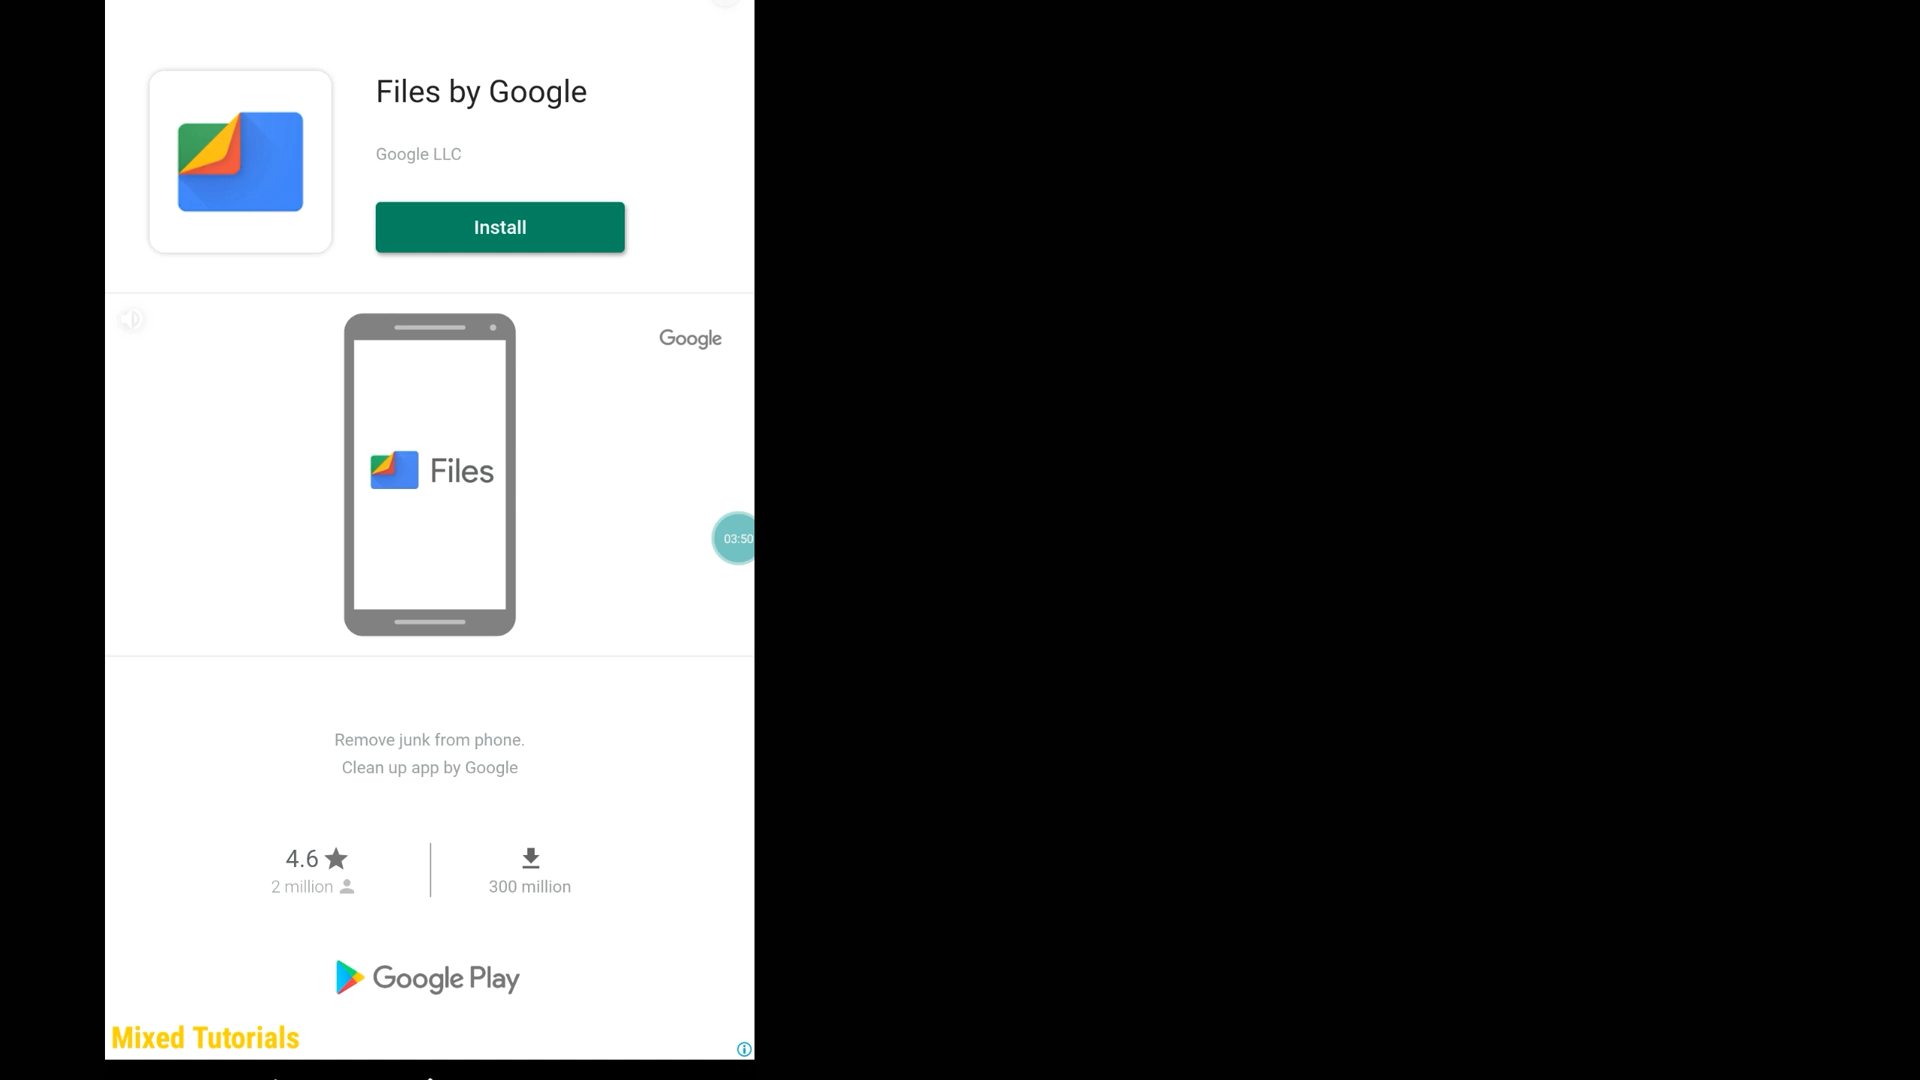 Files by Google
Google LLC
Install
Google
Files
03:50
Remove junk from phone.
Clean up app by Google
4.6
2 million
300 million
Google Play
Mixed Tutorials